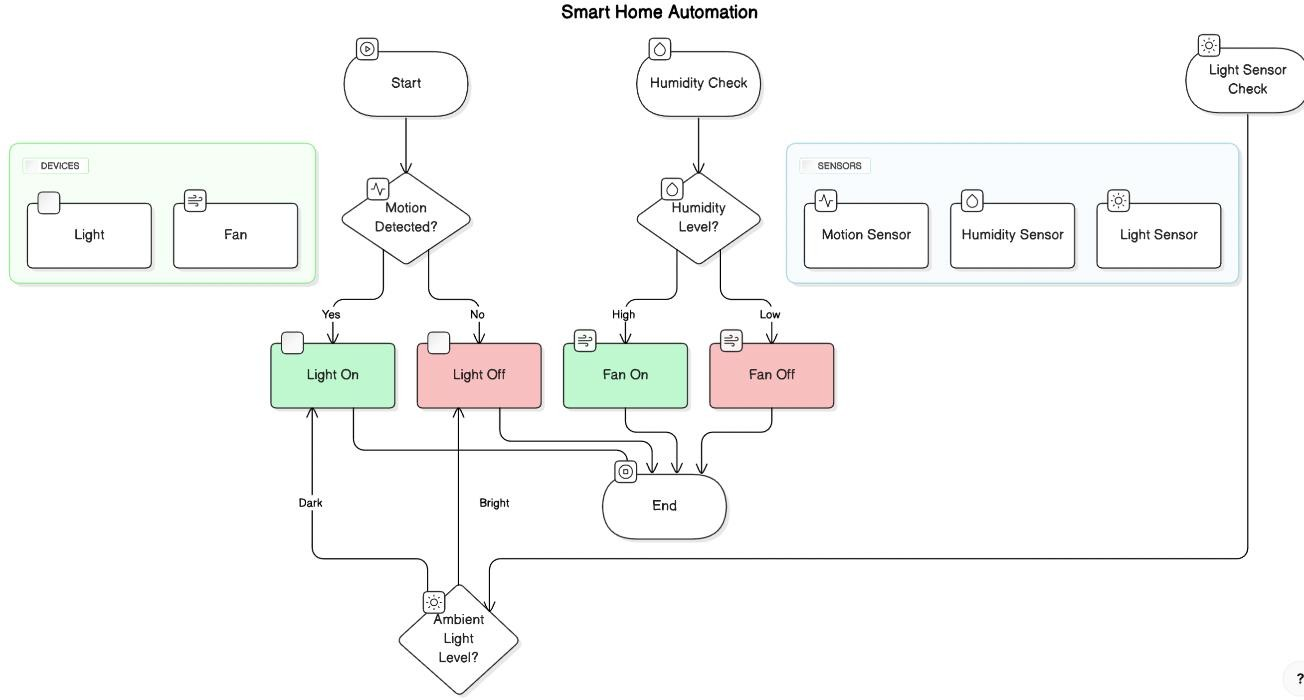 Smart Home Automation
Start
Humidity Check
Light Sensor
Check
DEVICES
Light
Fan
Motion
Detected?
Humidity
Level?
SENSORS
Motion Sensor
Humidity Sensor
Light Sensor
Yes
No
High
Low
Light On
Light Off
Fan On
Fan Off
Dark
Bright
End
Ambient
Light
Level?
?